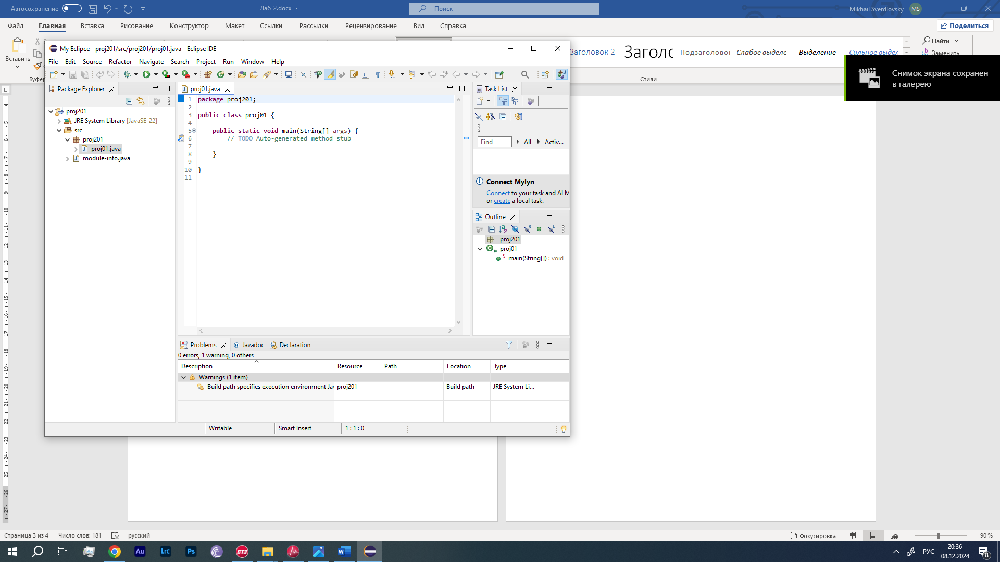 Автосохранение
Лаб_2.docx
Поиск
Mikhail Sverdlovsky
MS
Файл
Главная
Вставка
Рисование
Конструктор
Макет
Ссылки
Рассылки
Рецензирование
Вид
Справка
Поделиться
Вставить
Буфер
Заголовок 2
Заголо
Подзаголовок
Слабое выделе
Выделение
Сильное выдел
Стили
Найти
Заменить
Снимок экрана сохранен
в галерею
My Eclipce - proj201/src/proj201/proj01.java - Eclipse IDE
File Edit Source Refactor Navigate Search Project Run Window Help
Package Explorer
proj201
JRE System Library [JavaSE-22]
src
proj201
proj01.java
module-info.java
proj01.java
1 package proj201;
2
3 public class proj01 {
4
5 public static void main(String[] args) {
6 // TODO Auto-generated method stub
7
8 }
9
10 }
11
Task List
Find
All
Activ...
Connect Mylyn
Connect to your task and ALM
or create a local task.
Outline
proj201
proj01
main(String[]) : void
Problems
@ Javadoc
Declaration
0 errors, 1 warning, 0 others
Description Resource Path Location Type
Warnings (1 item)
Build path specifies execution environment Jav proj201 Build path JRE System Li...
Writable
Smart Insert
1 : 1 : 0
Страница 3 из 4
Число слов: 181
русский
Фокусировка
90 %
Au
LrC
Ps
GT3
W
РУС
20:36
08.12.2024
8